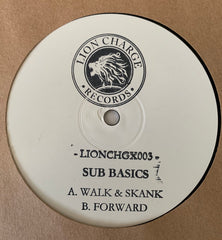 LION CHARGE
· RECORDS ·
- LIONCHGX003 -
SUB BASICS
A. WALK & SKANK
B. FORWARD